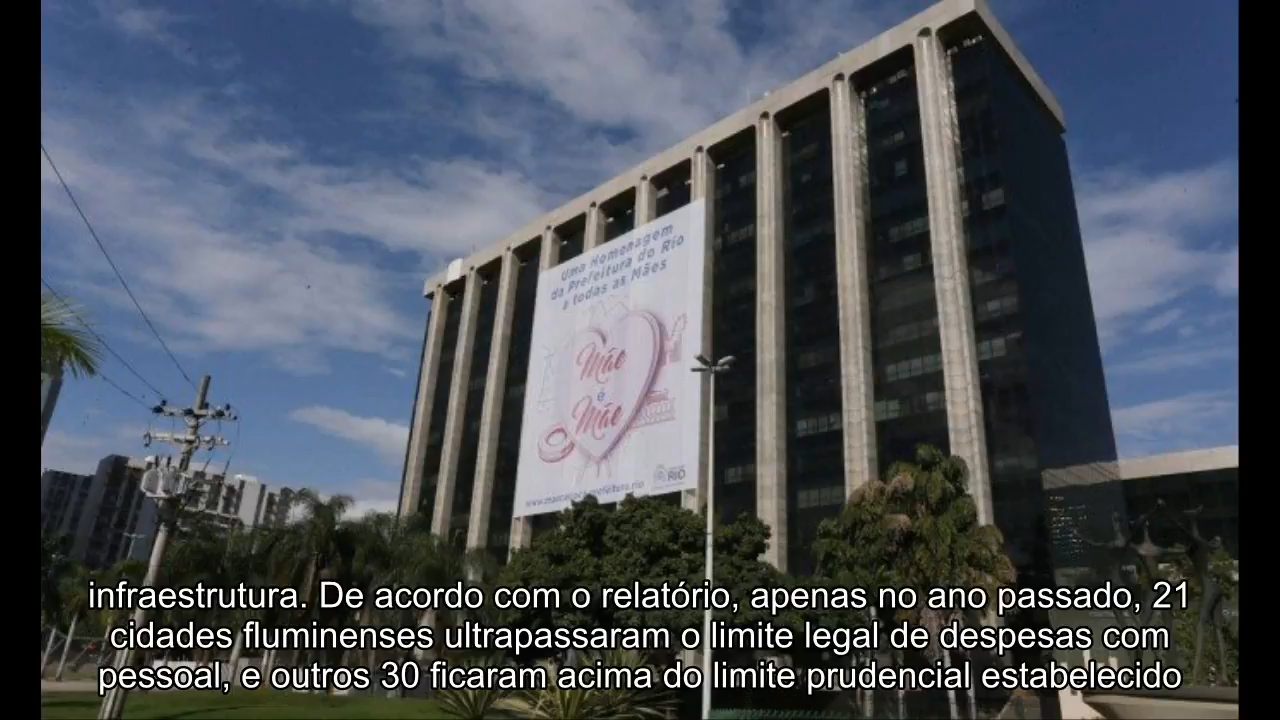 Uma Homenagem
da Prefeitura do Rio
a todas as Mães
Mãe
é
Mãe
RIO
infraestrutura. De acordo com o relatório, apenas no ano passado, 21
cidades fluminenses ultrapassaram o limite legal de despesas com
pessoal, e outros 30 ficaram acima do limite prudencial estabelecido